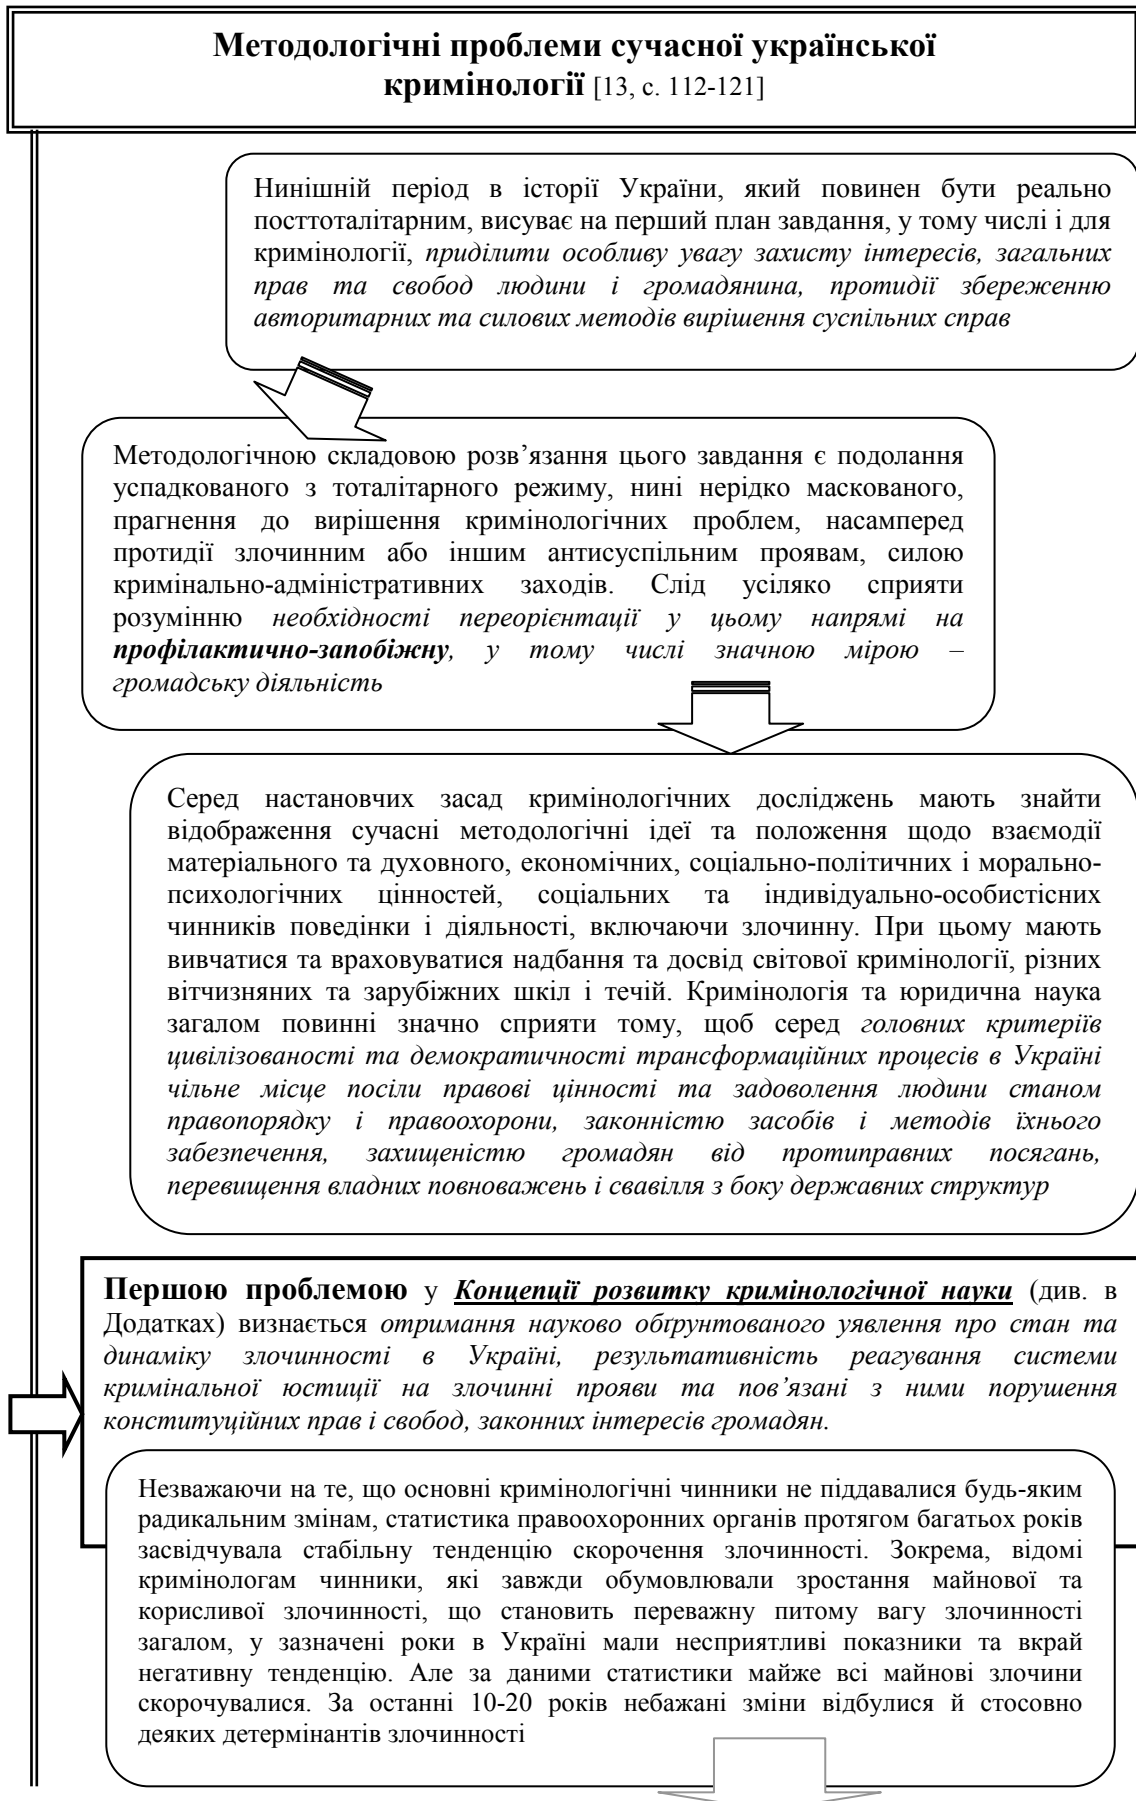 Методологічні проблеми сучасної української
кримінології [13, с. 112-121]
Нинішній період в історії України, який повинен бути реально
посттоталітарним, висуває на перший план завдання, у тому числі і для
кримінології, приділити особливу увагу захисту інтересів, загальних
прав та свобод людини і громадянина, протидії збереженню
авторитарних та силових методів вирішення суспільних справ
Методологічною складовою розв’язання цього завдання є подолання
успадкованого з тоталітарного режиму, нині нерідко маскованого,
прагнення до вирішення кримінологічних проблем, насамперед
протидії злочинним або іншим антисуспільним проявам, силою
кримінально-адміністративних заходів. Слід усіляко сприяти
розумінню необхідності переорієнтації у цьому напрямі на
профілактично-запобіжну, у тому числі значною мірою –
громадську діяльність
Серед настановчих засад кримінологічних досліджень мають знайти
відображення сучасні методологічні ідеї та положення щодо взаємодії
матеріального та духовного, економічних, соціально-політичних і морально-
психологічних цінностей, соціальних та індивідуально-особистісних
чинників поведінки і діяльності, включаючи злочинну. При цьому мають
вивчатися та враховуватися надбання та досвід світової кримінології, різних
вітчизняних та зарубіжних шкіл і течій. Кримінологія та юридична наука
загалом повинні значно сприяти тому, щоб серед головних критеріїв
цивілізованості та демократичності трансформаційних процесів в Україні
чільне місце посіли правові цінності та задоволення людини станом
правопорядку і правоохорони, законністю засобів і методів їхнього
забезпечення, захищеністю громадян від протиправних посягань,
перевищення владних повноважень і свавілля з боку державних структур
Першою проблемою у Концепції розвитку кримінологічної науки (див. в
Додатках) визнається отримання науково обґрунтованого уявлення про стан та
динаміку злочинності в Україні, результативність реагування системи
кримінальної юстиції на злочинні прояви та пов’язані з ними порушення
конституційних прав і свобод, законних інтересів громадян.
Незважаючи на те, що основні кримінологічні чинники не піддавалися будь-яким
радикальним змінам, статистика правоохоронних органів протягом багатьох років
засвідчувала стабільну тенденцію скорочення злочинності. Зокрема, відомі
кримінологам чинники, які завжди обумовлювали зростання майнової та
корисливої злочинності, що становить переважну питому вагу злочинності
загалом, у зазначені роки в Україні мали несприятливі показники та вкрай
негативну тенденцію. Але за даними статистики майже всі майнові злочини
скорочувалися. За останні 10-20 років небажані зміни відбулися й стосовно
деяких детермінантів злочинності